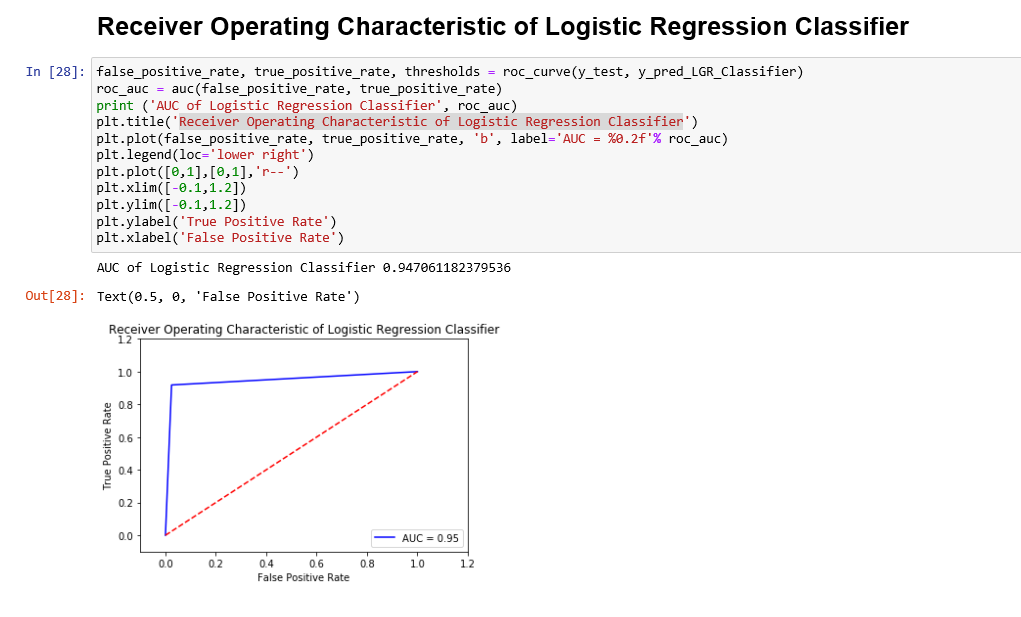 Receiver Operating Characteristic of Logistic Regression Classifier
In [28]: false_positive_rate, true_positive_rate, thresholds = roc_curve(y_test, y_pred_LGR_Classifier)
roc_auc = auc(false_positive_rate, true_positive_rate)
print ('AUC of Logistic Regression Classifier', roc_auc)
plt.title('Receiver Operating Characteristic of Logistic Regression Classifier')
plt.plot(false_positive_rate, true_positive_rate, 'b', label='AUC = %0.2f'% roc_auc)
plt.legend(loc='lower right')
plt.plot([0,1],[0,1],'r--')
plt.xlim([-0.1,1.2])
plt.ylim([-0.1,1.2])
plt.ylabel('True Positive Rate')
plt.xlabel('False Positive Rate')
AUC of Logistic Regression Classifier 0.947061182379536
Out[28]: Text(0.5, 0, 'False Positive Rate')
Receiver Operating Characteristic of Logistic Regression Classifier
1.2
1.0
0.8
0.6
0.4
0.2
0.0
True Positive Rate
AUC = 0.95
0.0 0.2 0.4 0.6 0.8 1.0 1.2
False Positive Rate